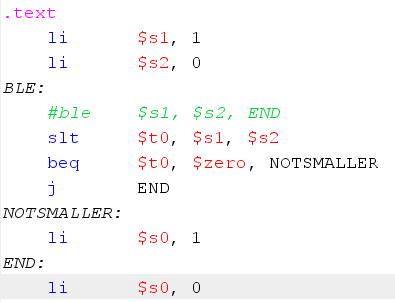 .text
li $s1, 1
li $s2, 0
BLE:
#ble $s1, $s2, END
slt $t0, $s1, $s2
beq $t0, $zero, NOTSMALLER
j END
NOTSMALLER:
li $s0, 1
END:
li $s0, 0